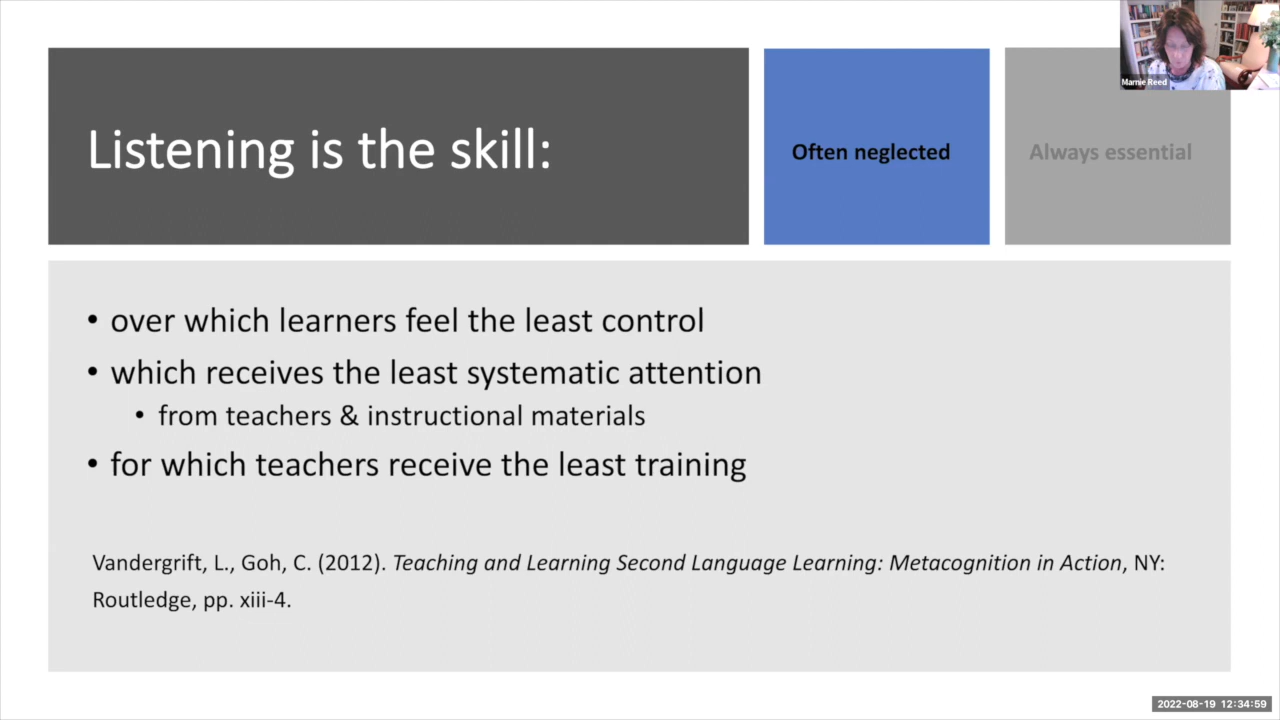 Listening is the skill:
Often neglected
Always essential
Marnie Reed
• over which learners feel the least control
• which receives the least systematic attention
• from teachers & instructional materials
• for which teachers receive the least training
Vandergrift, L., Goh, C. (2012). Teaching and Learning Second Language Learning: Metacognition in Action, NY:
Routledge, pp. xiii-4.
2022-08-19 12:34:59